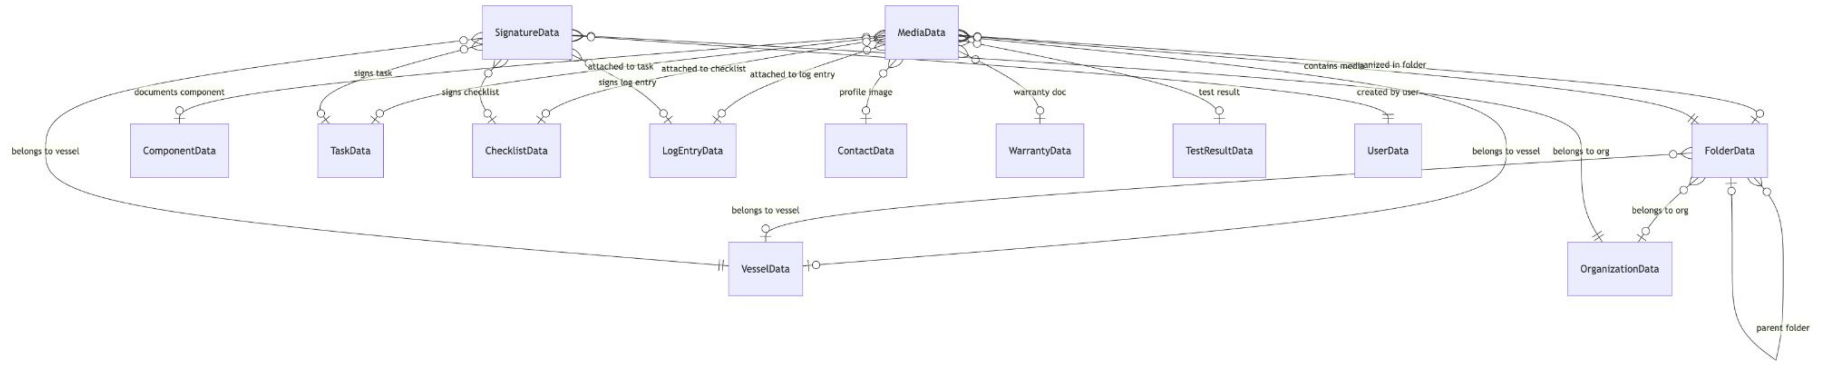 SignatureData
MediaData
contains media
organized in folder
attached to task
attached to checklist
signs task
attached to log entry
signs log entry
documents component
signs checklist
profile image
warranty doc
test result
created by user
ComponentData
TaskData
ChecklistData
LogEntryData
ContactData
WarrantyData
TestResultData
UserData
FolderData
belongs to vessel
belongs to vessel
belongs to org
belongs to vessel
belongs to org
VesselData
OrganizationData
parent folder